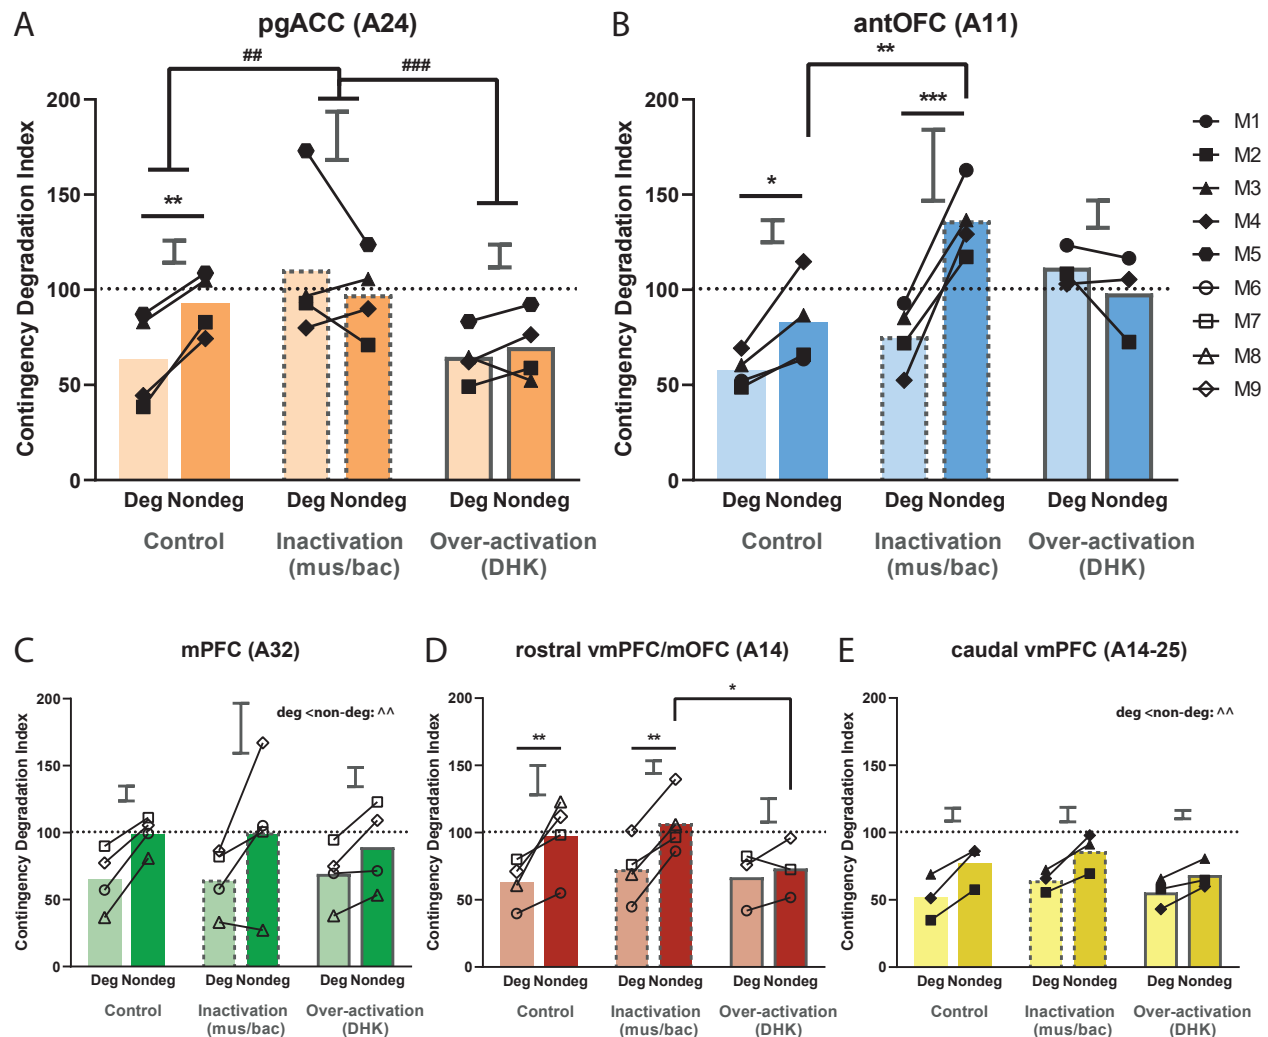 A
pgACC (A24)
##
###
**
Contingency Degradation Index
200
150
100
50
0
Deg Nondeg
Deg Nondeg
Deg Nondeg
Control
Inactivation
(mus/bac)
Over-activation
(DHK)
B
antOFC (A11)
**
***
*
Contingency Degradation Index
200
150
100
50
0
Deg Nondeg
Deg Nondeg
Deg Nondeg
Control
Inactivation
(mus/bac)
Over-activation
(DHK)
M1
M2
M3
M4
M5
M6
M7
M8
M9
C
mPFC (A32)
deg <non-deg: ^^
Contingency Degradation Index
200
150
100
50
0
Deg Nondeg
Deg Nondeg
Deg Nondeg
Control
Inactivation
(mus/bac)
Over-activation
(DHK)
D
rostral vmPFC/mOFC (A14)
*
**
**
Contingency Degradation Index
200
150
100
50
0
Deg Nondeg
Deg Nondeg
Deg Nondeg
Control
Inactivation
(mus/bac)
Over-activation
(DHK)
E
caudal vmPFC (A14-25)
deg <non-deg: ^^
Contingency Degradation Index
200
150
100
50
0
Deg Nondeg
Deg Nondeg
Deg Nondeg
Control
Inactivation
(mus/bac)
Over-activation
(DHK)